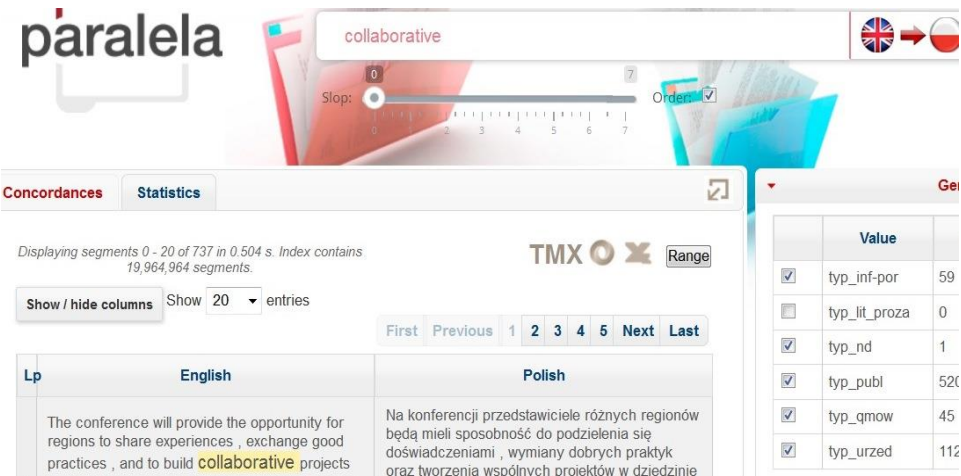 paralela
collaborative
0 7
Slop: Order:
0 1 2 3 4 5 6 7
Concordances Statistics
Displaying segments 0 - 20 of 737 in 0.504 s. Index contains
19,964,964 segments.
TMX Range
Show / hide columns Show 20 entries
First Previous 1 2 3 4 5 Next Last
Lp English Polish
The conference will provide the opportunity for
regions to share experiences , exchange good
practices , and to build collaborative projects
Na konferencji przedstawiciele różnych regionów
będą mieli sposobność do podzielenia się
doświadczeniami , wymiany dobrych praktyk
oraz tworzenia wspólnych projektów w dziedzinie
Value
typ_inf-por 59
typ_lit_proza 0
typ_nd 1
typ_publ 520
typ_qmow 45
typ_urzed 112